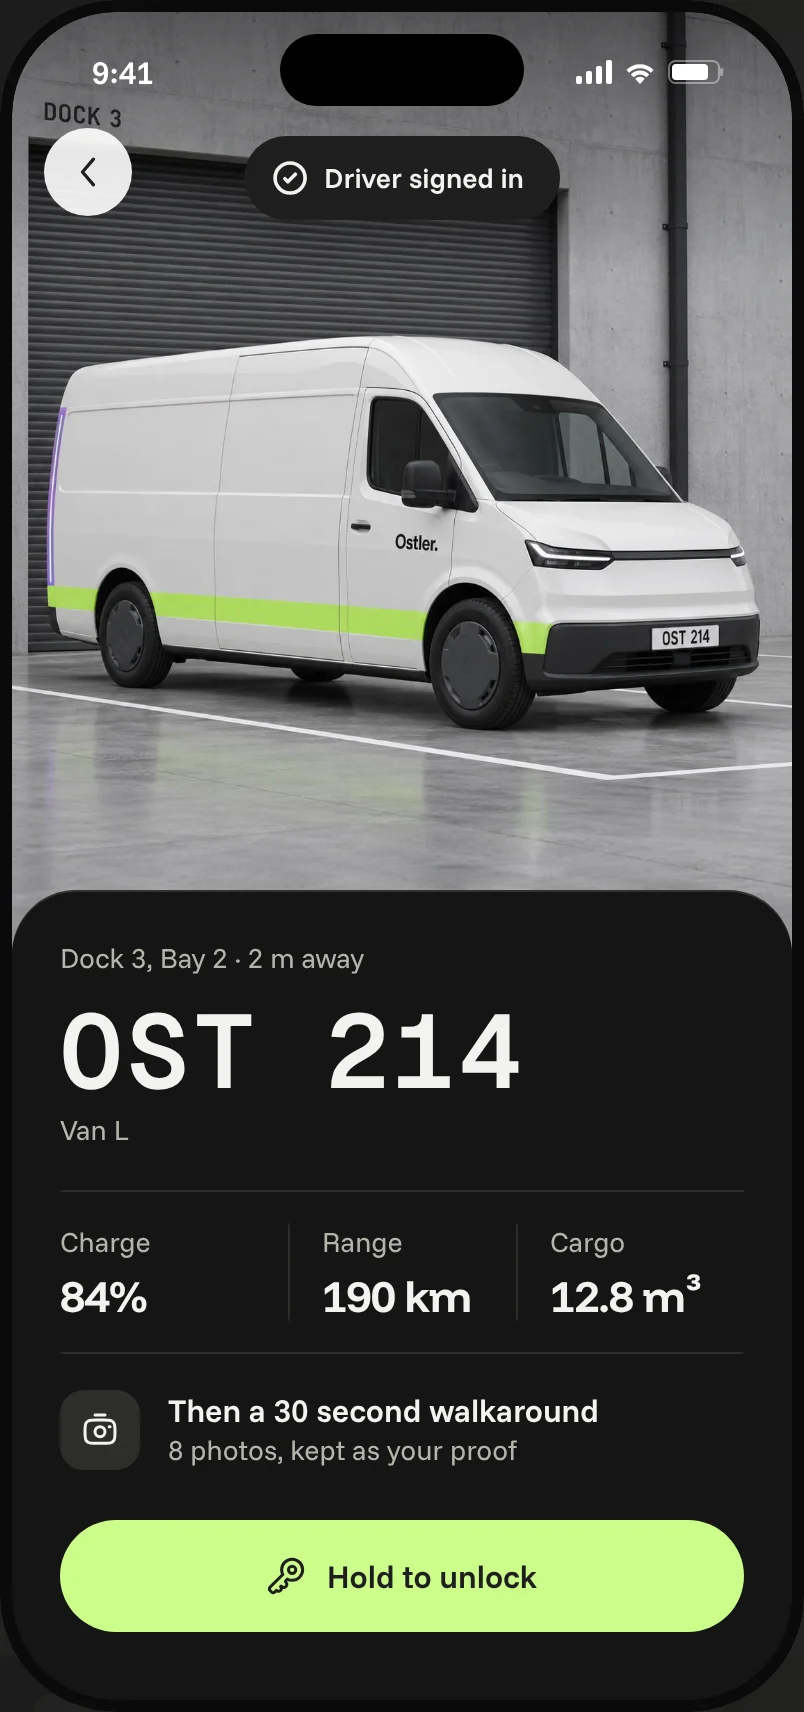 9:41
DOCK 3
Driver signed in
Ostler.
OST 214
Dock 3, Bay 2 · 2 m away
OST 214
Van L
Charge
Range
Cargo
84%
190 km
12.8 m³
Then a 30 second walkaround
8 photos, kept as your proof
Hold to unlock